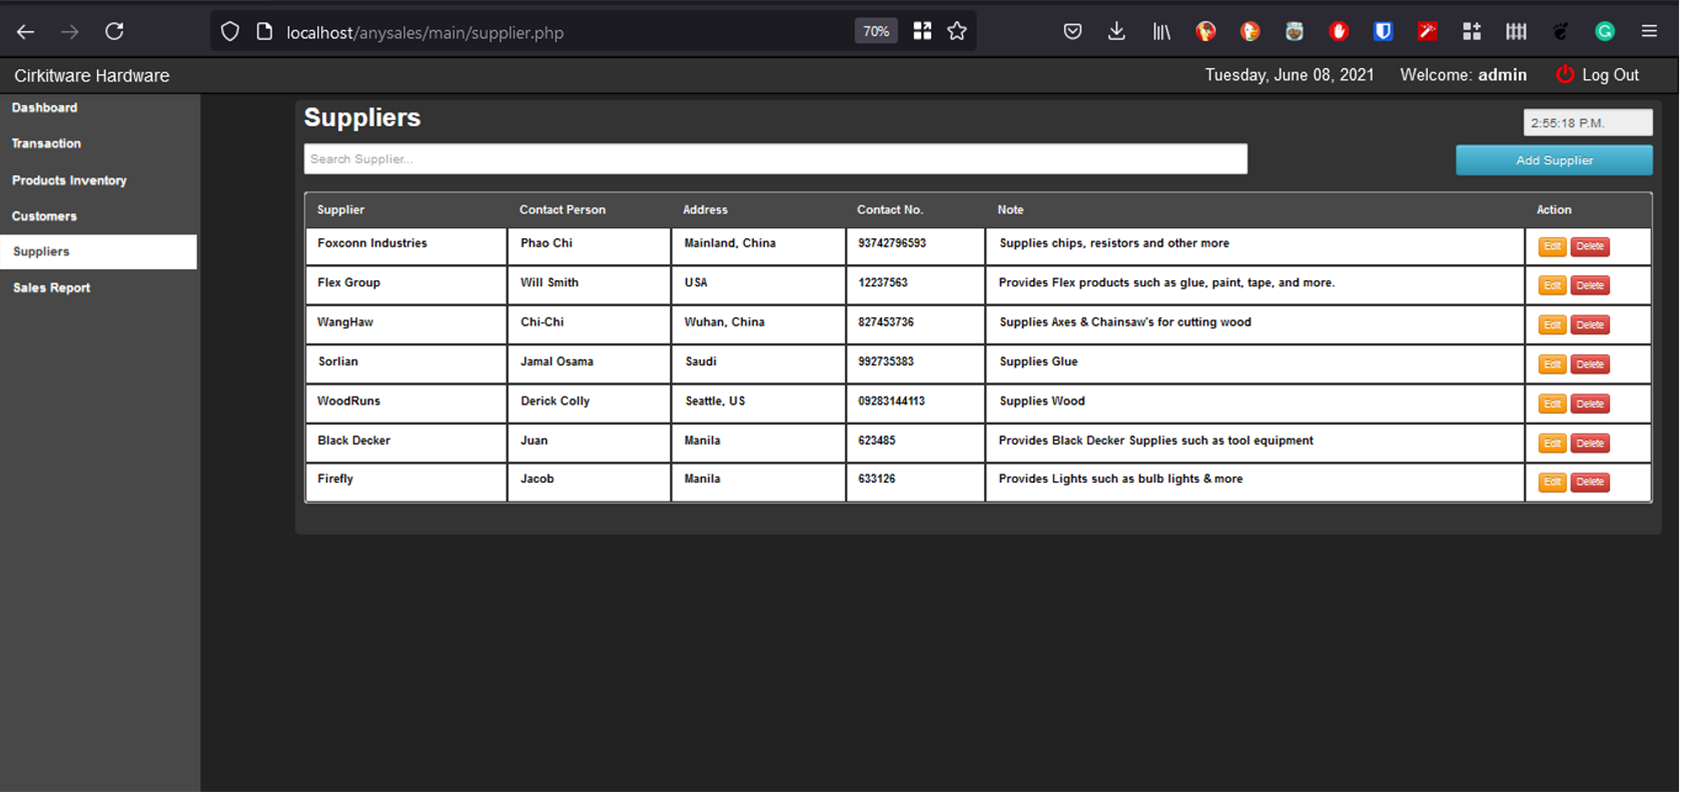 localhost/anysales/main/supplier.php 70%
Cirkitware Hardware Tuesday, June 08, 2021 Welcome: admin Log Out
Dashboard
Transaction
Products Inventory
Customers
Suppliers
Sales Report
Suppliers
2:55:18 P.M.
Search Supplier...
Add Supplier
Supplier Contact Person Address Contact No. Note Action
Foxconn Industries Phao Chi Mainland, China 93742796593 Supplies chips, resistors and other more Edit Delete
Flex Group Will Smith USA 12237563 Provides Flex products such as glue, paint, tape, and more. Edit Delete
WangHaw Chi-Chi Wuhan, China 827453736 Supplies Axes & Chainsaw's for cutting wood Edit Delete
Sorlian Jamal Osama Saudi 992735383 Supplies Glue Edit Delete
WoodRuns Derick Colly Seattle, US 09283144113 Supplies Wood Edit Delete
Black Decker Juan Manila 623485 Provides Black Decker Supplies such as tool equipment Edit Delete
Firefly Jacob Manila 633126 Provides Lights such as bulb lights & more Edit Delete